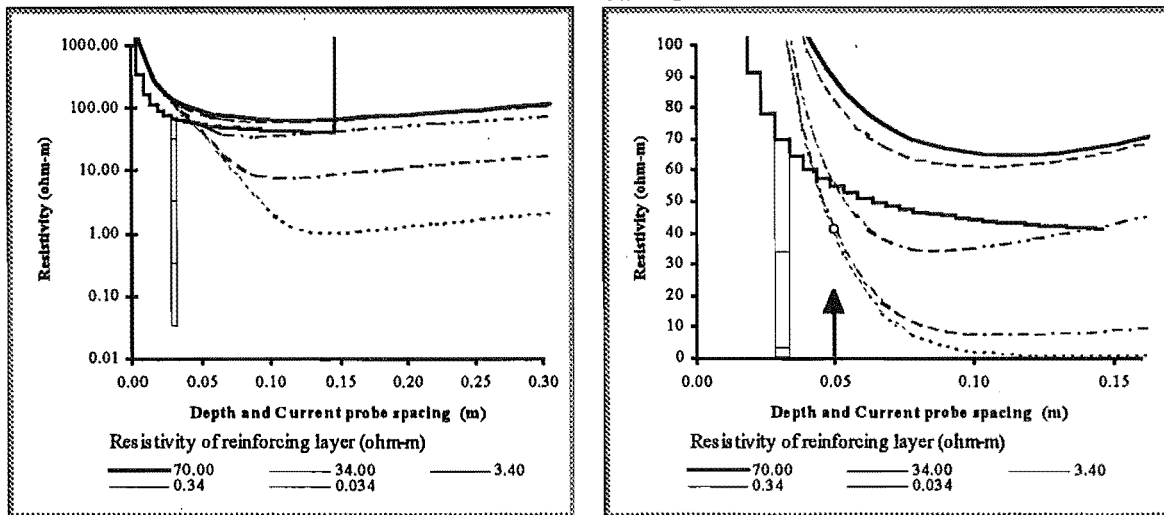 1000.00
100.00
10.00
1.00
0.10
0.01
Resistivity (ohm-m)
0.00 0.05 0.10 0.15 0.20 0.25 0.30
Depth and Current probe spacing (m)
Resistivity of reinforcing layer (ohm-m)
70.00 34.00 3.40
0.34 0.034
100
90
80
70
60
50
40
30
20
10
0
Resistivity (ohm-m)
0.00 0.05 0.10 0.15
Depth and Current probe spacing (m)
Resistivity of reinforcing layer (ohm-m)
70.00 34.00 3.40
0.34 0.034